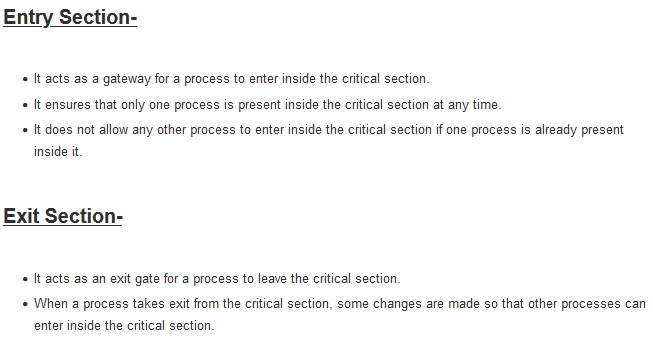 Entry Section-
• It acts as a gateway for a process to enter inside the critical section.
• It ensures that only one process is present inside the critical section at any time.
• It does not allow any other process to enter inside the critical section if one process is already present
inside it.
Exit Section-
• It acts as an exit gate for a process to leave the critical section.
• When a process takes exit from the critical section, some changes are made so that other processes can
enter inside the critical section.